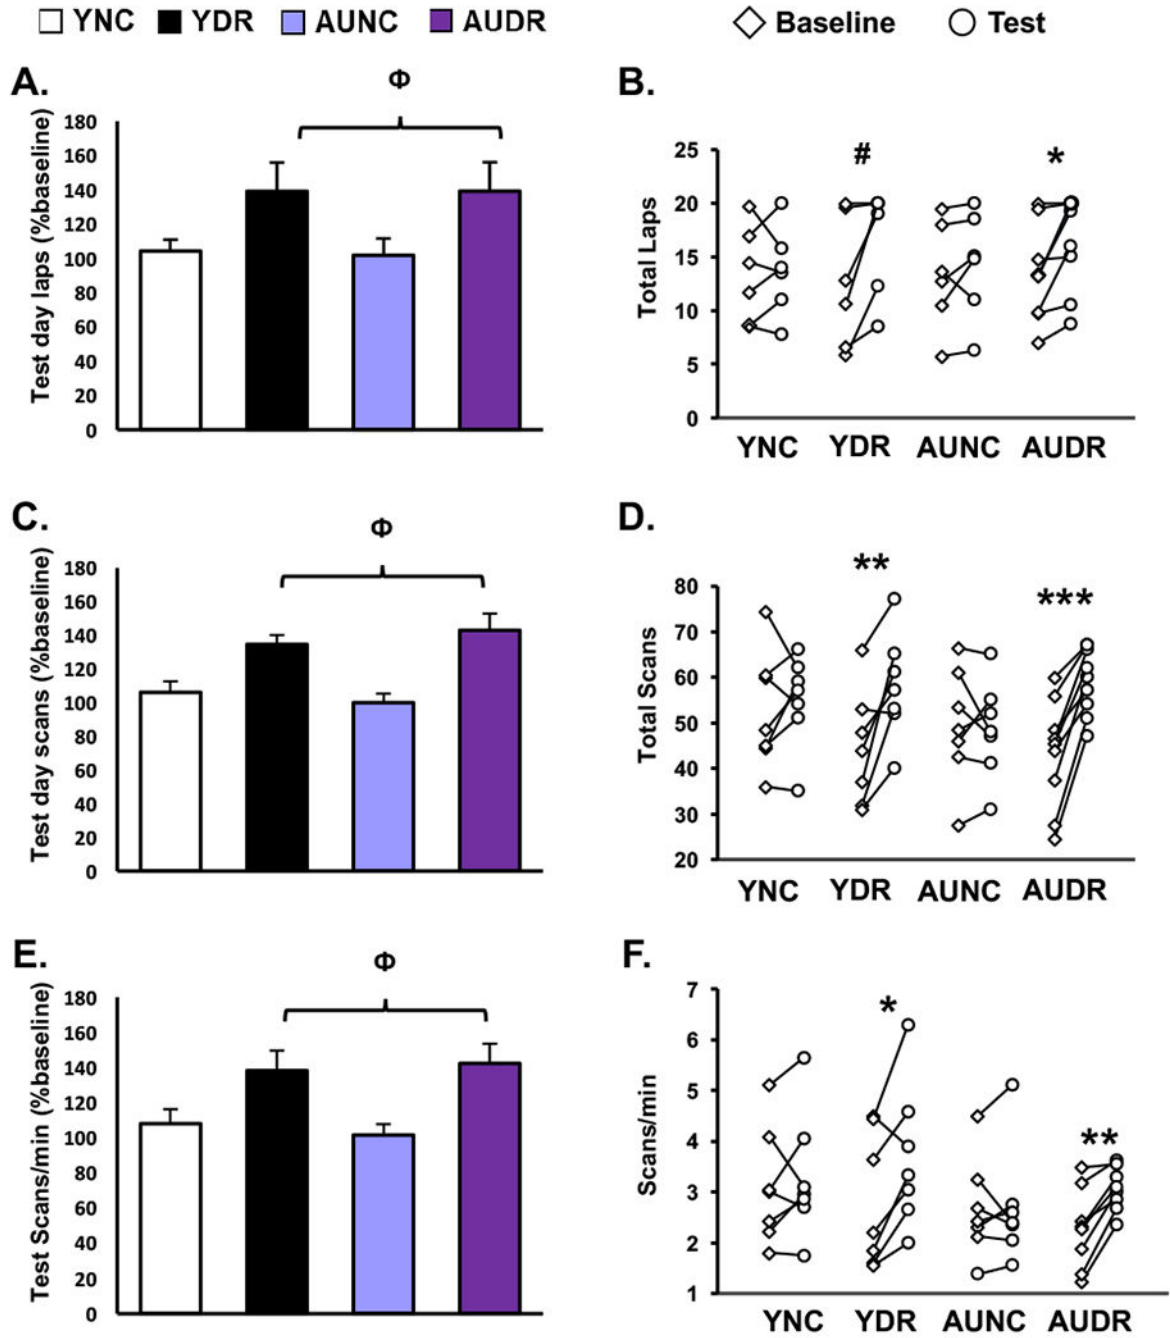 YNC YDR AUNC AUDR Baseline Test
A.
Φ
Test day laps (%baseline)
180
160
140
120
100
80
60
40
20
0
B.
# *
Total Laps
25
20
15
10
5
0
YNC YDR AUNC AUDR
C.
Φ
Test day scans (%baseline)
180
160
140
120
100
80
60
40
20
0
D.
** ***
Total Scans
80
70
60
50
40
30
20
YNC YDR AUNC AUDR
E.
Φ
Test Scans/min (%baseline)
180
160
140
120
100
80
60
40
20
0
F.
* **
Scans/min
7
6
5
4
3
2
1
YNC YDR AUNC AUDR